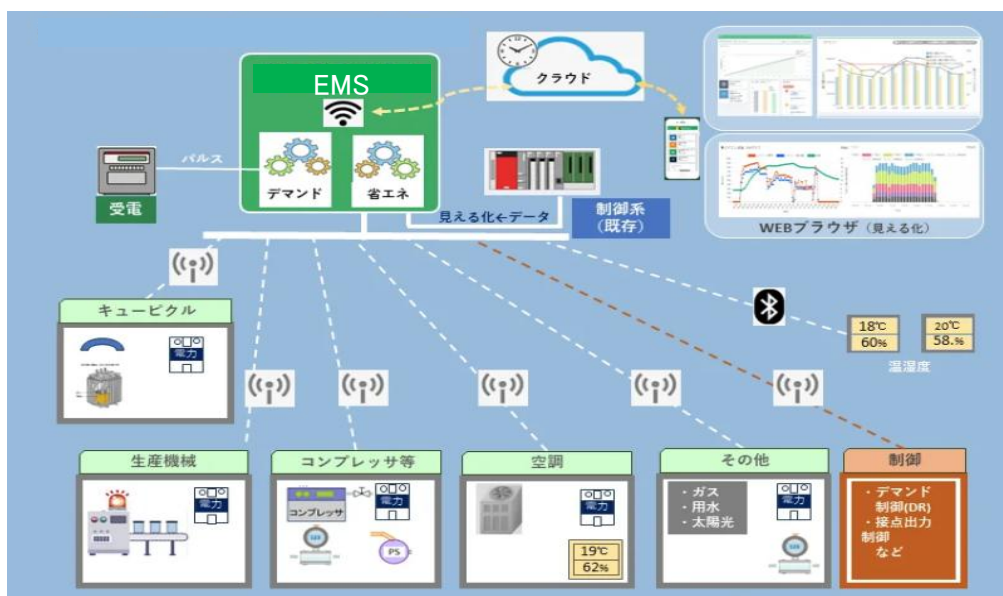 EMS
クラウド
デマンド
省エネ
パルス
受電
見える化←データ
制御系
(既存)
WEBブラウザ (見える化)
キュービクル
電力
18℃
60%
20℃
58.%
温湿度
生産機械
電力
コンプレッサ等
コンプレッサ
電力
PS
空調
電力
19℃
62%
その他
・ガス
・用水
・太陽光
電力
制御
・デマンド
制御(DR)
・接点出力
制御
など